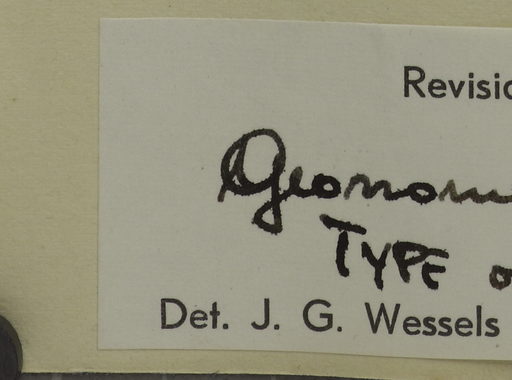 Revisio
Geonom
TYPE o
Det. J. G. Wessels